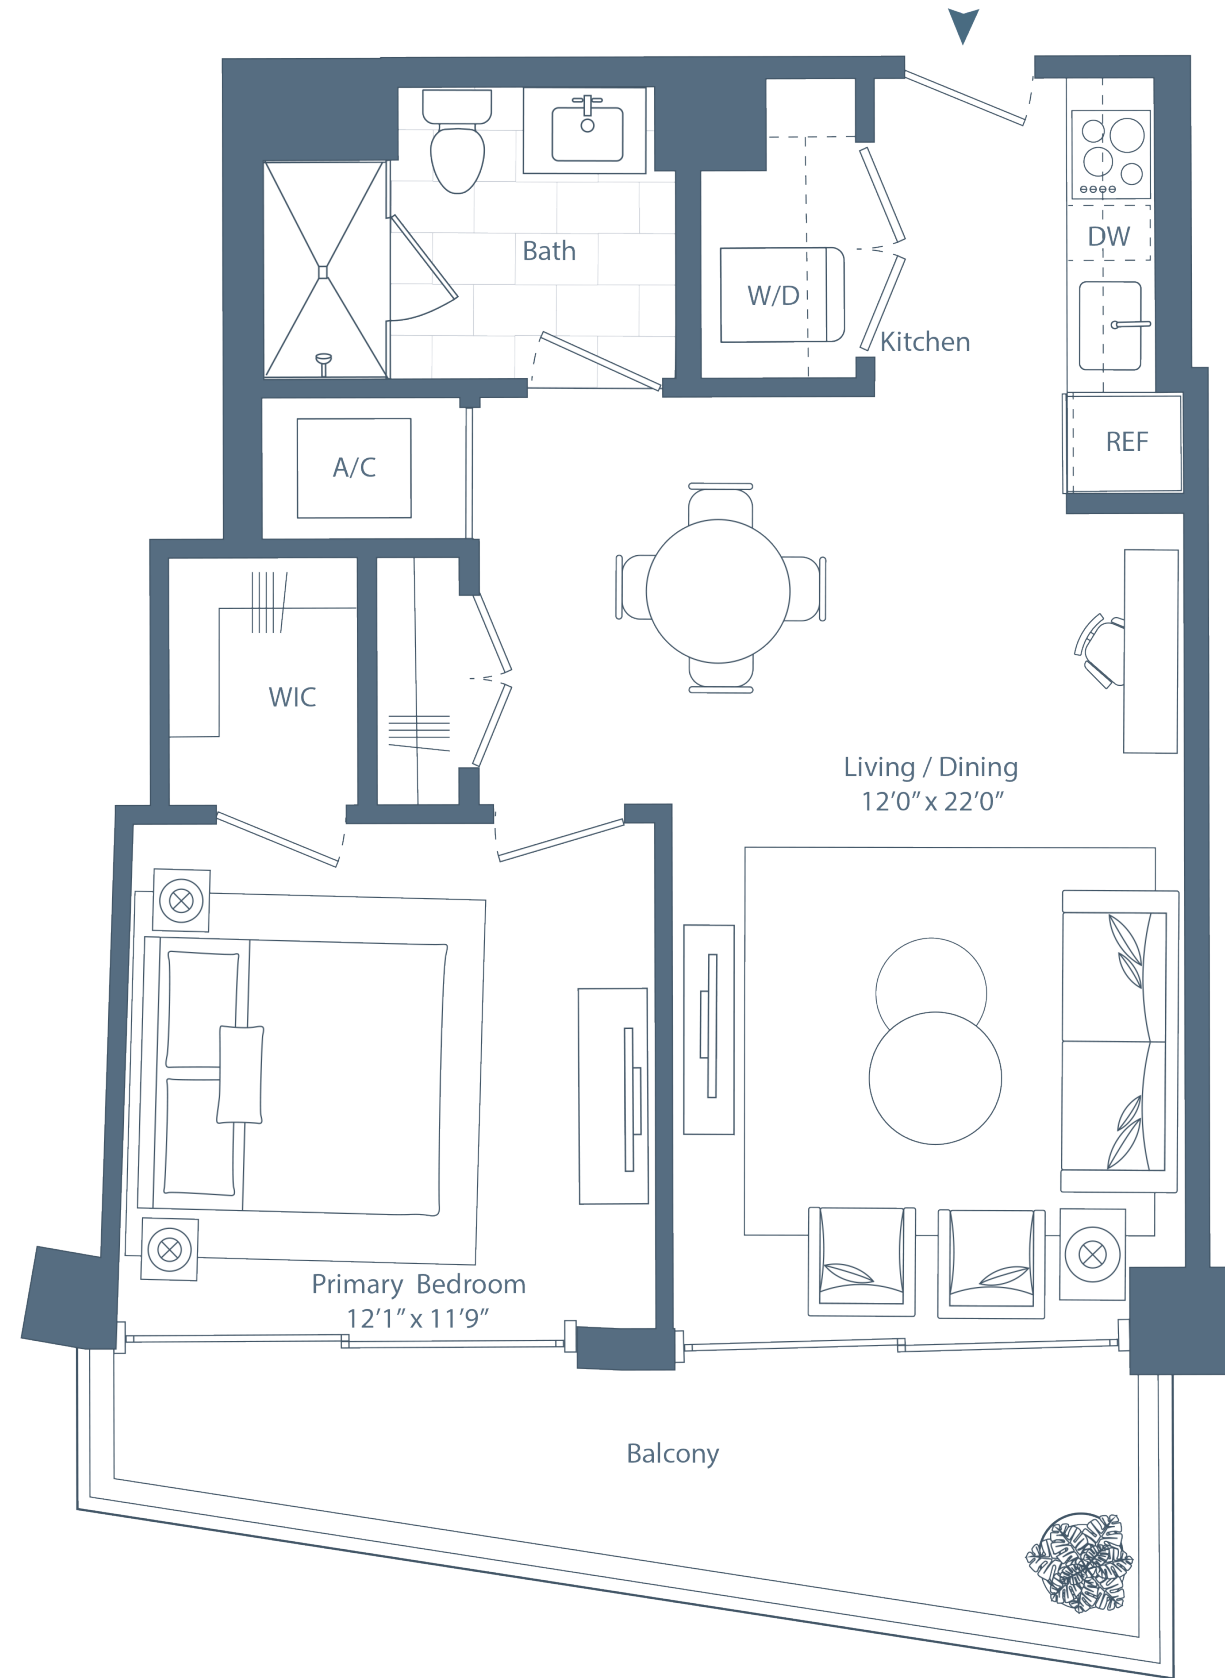 Bath
DW
W/D
Kitchen
REF
A/C
WIC
Living / Dining
12’0” x 22’0”
Primary Bedroom
12’1” x 11’9”
Balcony